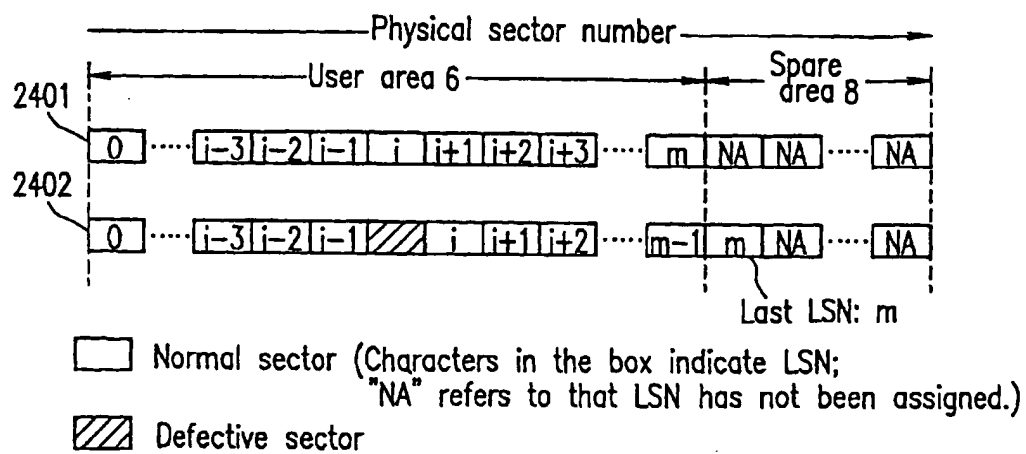 Physical sector number
User area 6
Spare area 8
2401
0 ····· i-3 i-2 i-1 i i+1 i+2 i+3 ····· m NA NA ····· NA
2402
0 ····· i-3 i-2 i-1 i i+1 i+2 ····· m-1 m NA ····· NA
Last LSN: m
Normal sector (Characters in the box indicate LSN;
"NA" refers to that LSN has not been assigned.)
Defective sector